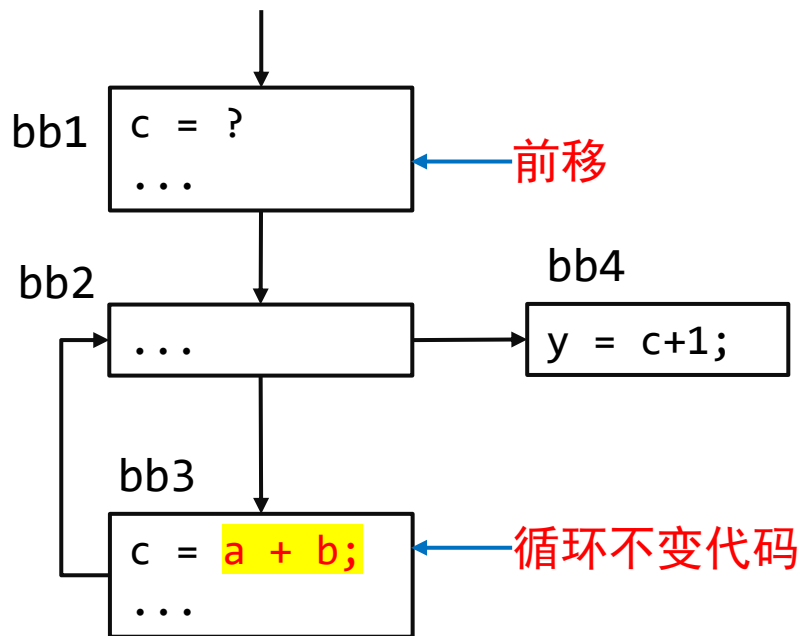 bb1
c = ?
...
前移
bb2
...
bb4
y = c+1;
bb3
c = a + b;
...
循环不变代码